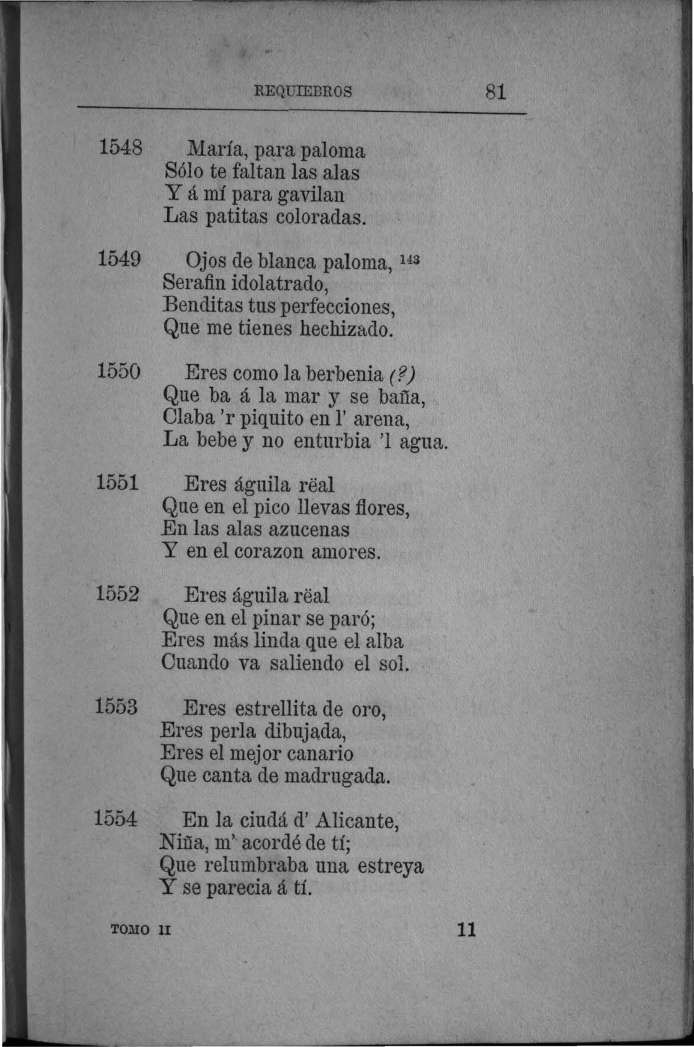 REQUIEBROS 81
1548 María, para paloma
Sólo te faltan las alas
Y á mí para gavilan
Las patitas coloradas.
1549 Ojos de blanca paloma, 143
Serafin idolatrado,
Benditas tus perfecciones,
Que me tienes hechizado.
1550 Eres como la berbenia (?)
Que ba á la mar y se baña,
Claba 'r piquito en l' arena,
La bebe y no enturbia 'l agua.
1551 Eres águila rëal
Que en el pico llevas flores,
En las alas azucenas
Y en el corazon amores.
1552 Eres águila rëal
Que en el pinar se paró;
Eres más linda que el alba
Cuando va saliendo el sol.
1553 Eres estrellita de oro,
Eres perla dibujada,
Eres el mejor canario
Que canta de madrugada.
1554 En la ciudá d' Alicante,
Niña, m' acordé de tí;
Que relumbraba una estreya
Y se parecia á tí.
TOMO II 11